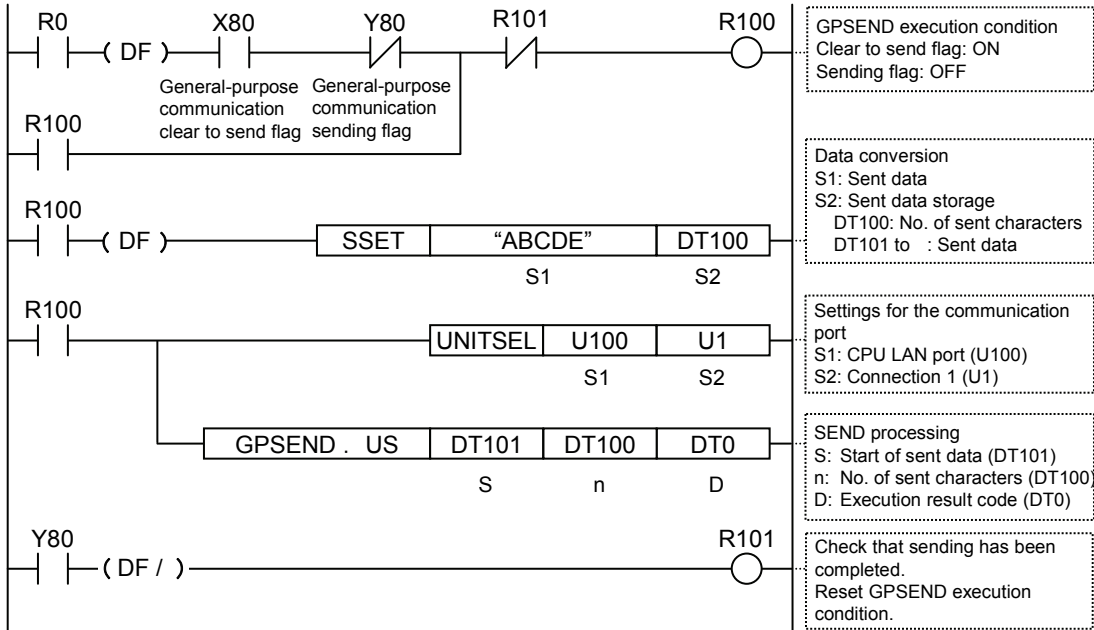 R0 X80 Y80 R101 R100
( DF )
General-purpose communication clear to send flag
General-purpose communication sending flag
R100
GPSEND execution condition
Clear to send flag: ON
Sending flag: OFF
R100
( DF ) SSET “ABCDE” DT100
S1 S2
Data conversion
S1: Sent data
S2: Sent data storage
DT100: No. of sent characters
DT101 to : Sent data
R100
UNITSEL U100 U1
S1 S2
Settings for the communication
port
S1: CPU LAN port (U100)
S2: Connection 1 (U1)
GPSEND . US DT101 DT100 DT0
S n D
SEND processing
S: Start of sent data (DT101)
n: No. of sent characters (DT100)
D: Execution result code (DT0)
Y80 R101
( DF / )
Check that sending has been
completed.
Reset GPSEND execution
condition.